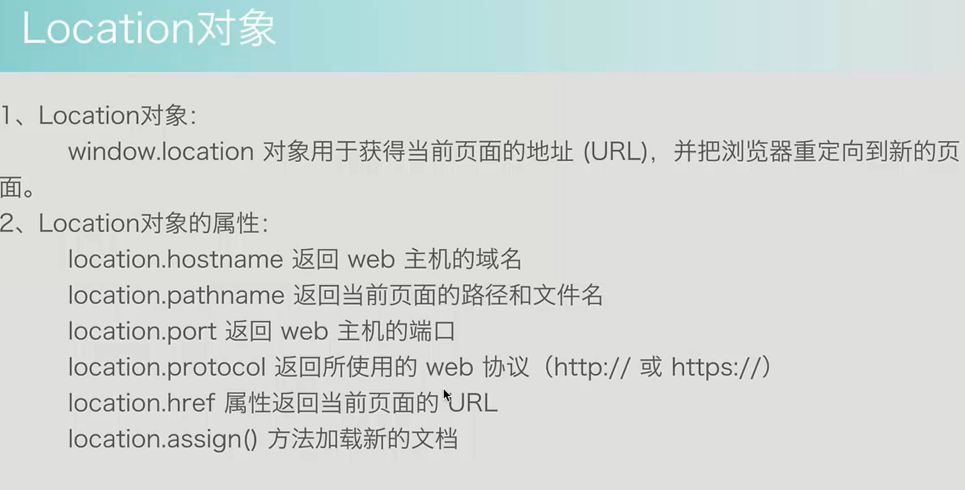 Location对象
1、Location对象:
window.location 对象用于获得当前页面的地址 (URL)，并把浏览器重定向到新的页
面。
2、Location对象的属性:
location.hostname 返回 web 主机的域名
location.pathname 返回当前页面的路径和文件名
location.port 返回 web 主机的端口
location.protocol 返回所使用的 web 协议（http:// 或 https://）
location.href 属性返回当前页面的 URL
location.assign() 方法加载新的文档